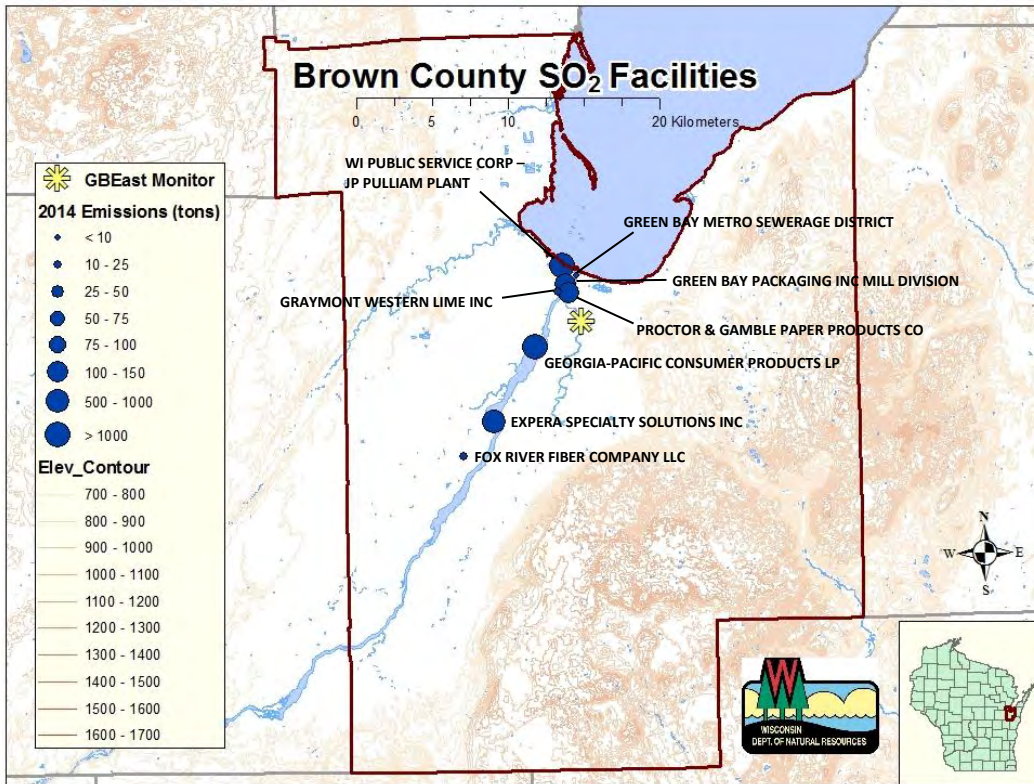 Brown County SO₂ Facilities
0 5 10 20 Kilometers
WI PUBLIC SERVICE CORP –
JP PULLIAM PLANT
GREEN BAY METRO SEWERAGE DISTRICT
GREEN BAY PACKAGING INC MILL DIVISION
GRAYMONT WESTERN LIME INC
PROCTOR & GAMBLE PAPER PRODUCTS CO
GEORGIA-PACIFIC CONSUMER PRODUCTS LP
EXPERA SPECIALTY SOLUTIONS INC
FOX RIVER FIBER COMPANY LLC
GBEast Monitor
2014 Emissions (tons)
< 10
10 - 25
25 - 50
50 - 75
75 - 100
100 - 150
500 - 1000
> 1000
Elev_Contour
700 - 800
800 - 900
900 - 1000
1000 - 1100
1100 - 1200
1200 - 1300
1300 - 1400
1400 - 1500
1500 - 1600
1600 - 1700
N
W E
S
W
WISCONSIN
DEPT. OF NATURAL RESOURCES